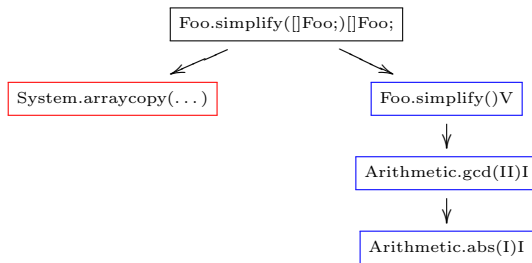 Foo.simplify([]Foo;)[]Foo;
System.arraycopy(...)
Foo.simplify()V
Arithmetic.gcd(II)I
Arithmetic.abs(I)I